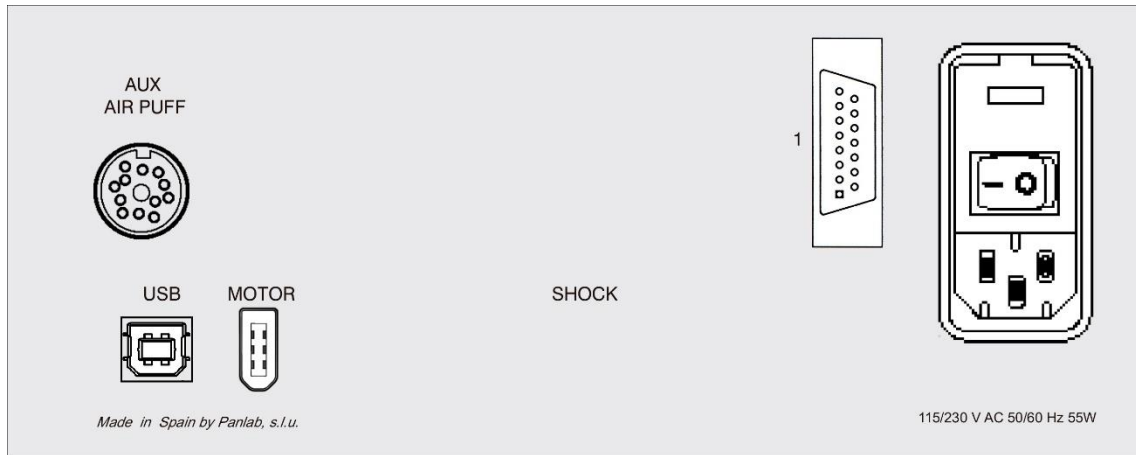 AUX
AIR PUFF
1
USB
MOTOR
SHOCK
Made in Spain by Panlab, s.l.u.
115/230 V AC 50/60 Hz 55W